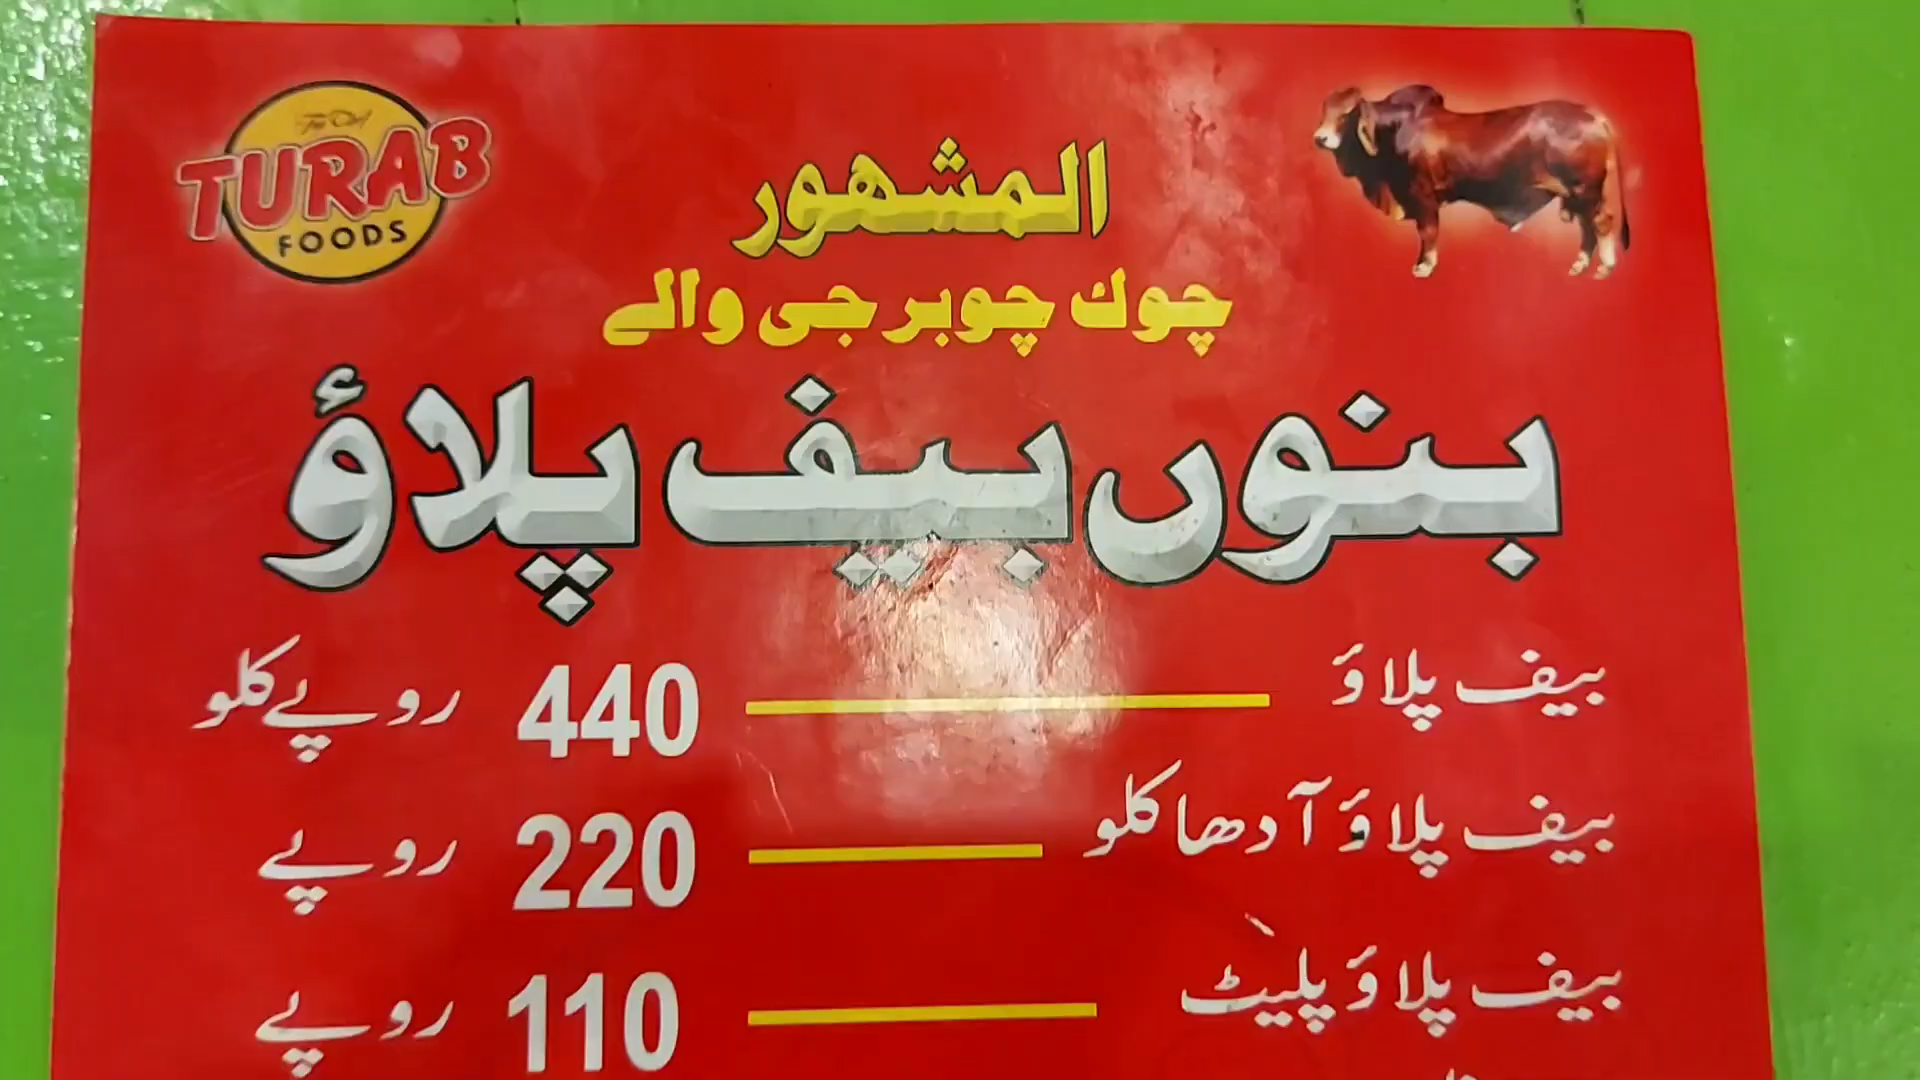 TURAB
FOODS
المشهور
چوک چوبرجی والے
بنوں بیف پلاؤ
بیف پلاؤ 440 روپے کلو
بیف پلاؤ آدھا کلو 220 روپے
بیف پلاؤ پلیٹ 110 روپے